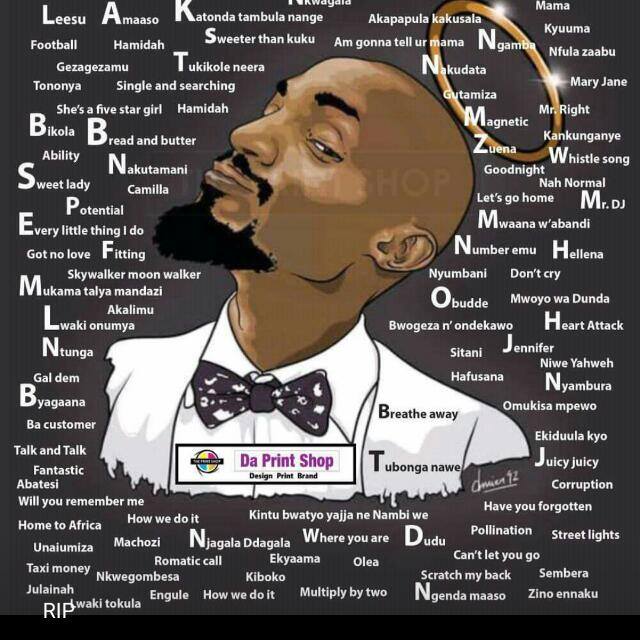 Nkwagala
Mama
Leesu
Amaaso
Katonda tambula nange
Akapapula kakusala
Kyuuma
Football
Hamidah
Sweeter than kuku
Am gonna tell ur mama
Ngamba
Nfula zaabu
Gezagezamu
Tukikole neera
Nakudata
Mary Jane
Tononya
Single and searching
Gutamiza
She's a five star girl
Hamidah
Magnetic
Mr. Right
Bikola
Bread and butter
Zuena
Kankunganye
Ability
Nakutamani
Goodnight
Whistle song
Sweet lady
Camilla
Nah Normal
Potential
Let's go home
Mr. DJ
Every little thing I do
Mwaana w'abandi
Got no love
Fitting
Number emu
Hellena
Skywalker moon walker
Nyumbani
Don't cry
Mukama talya mandazi
Obudde
Mwoyo wa Dunda
Akalimu
Lwaki onumya
Bwogeza n' ondekawo
Heart Attack
Ntunga
Sitani
Jennifer
Niwe Yahweh
Gal dem
Hafusana
Nyambura
Byagaana
Breathe away
Omukisa mpewo
Ba customer
Ekiduula kyo
Talk and Talk
THE PRINT SHOP
Da Print Shop
Design Print Brand
Tubonga nawe
Juicy juicy
Fantastic
Abatesi
Corruption
Will you remember me
Have you forgotten
Home to Africa
How we do it
Kintu bwatyo yajja ne Nambi we
Pollination
Street lights
Unaiumiza
Machozi
Njagala Ddagala
Where you are
Dudu
Can't let you go
Taxi money
Romatic call
Ekyaama
Olea
Nkwegombesa
Kiboko
Scratch my back
Sembera
Julainah
Engule
How we do it
Multiply by two
Ngenda maaso
Zino ennaku
RIP
Lwaki tokula